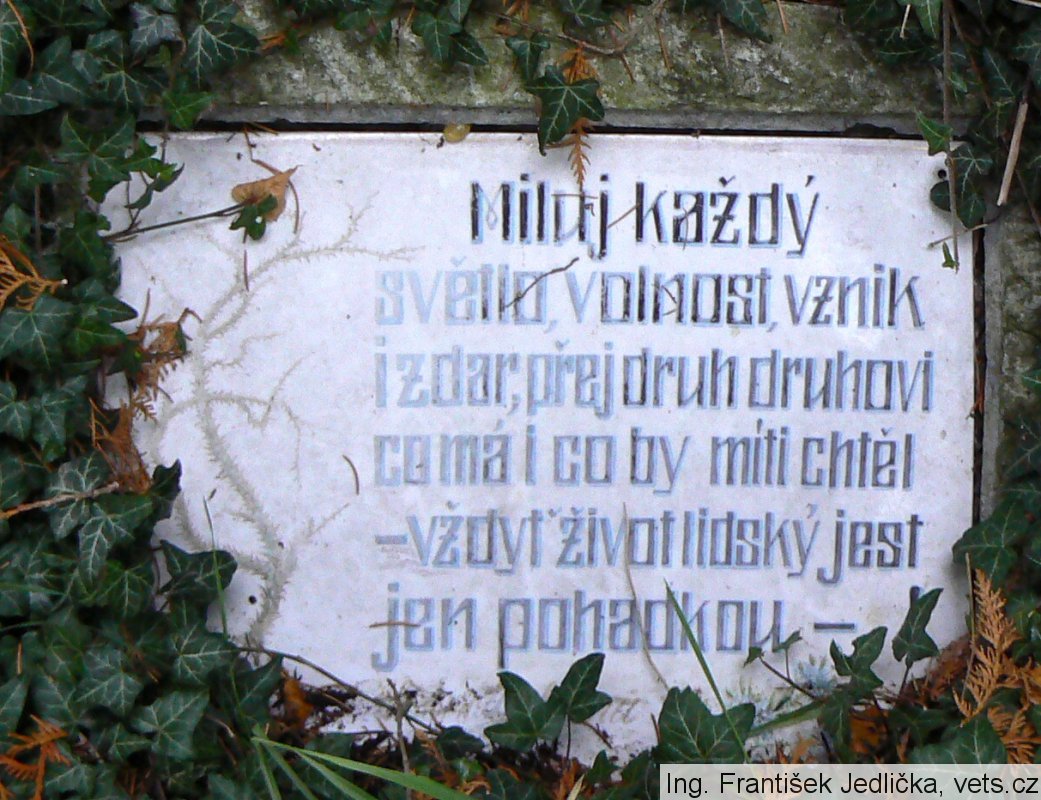 Miluj každý
světlo, volnost, vznik
i zdar, přej druh druhovi
co má i co by míti chtěl
– vždyť život lidský jest
jen pohádkou –
Ing. František Jedlička, vets.cz